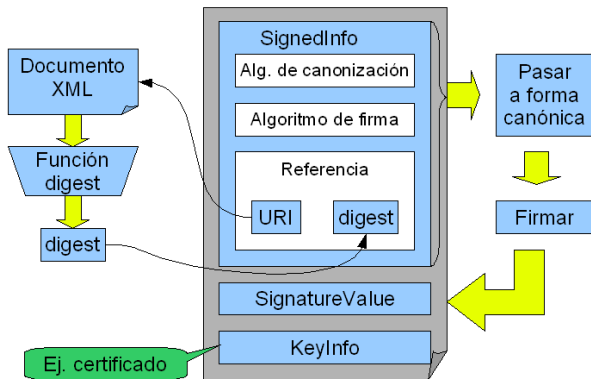 Documento
XML
Función
digest
digest
SignedInfo
Alg. de canonización
Algoritmo de firma
Referencia
URI
digest
SignatureValue
KeyInfo
Ej. certificado
Pasar
a forma
canónica
Firmar